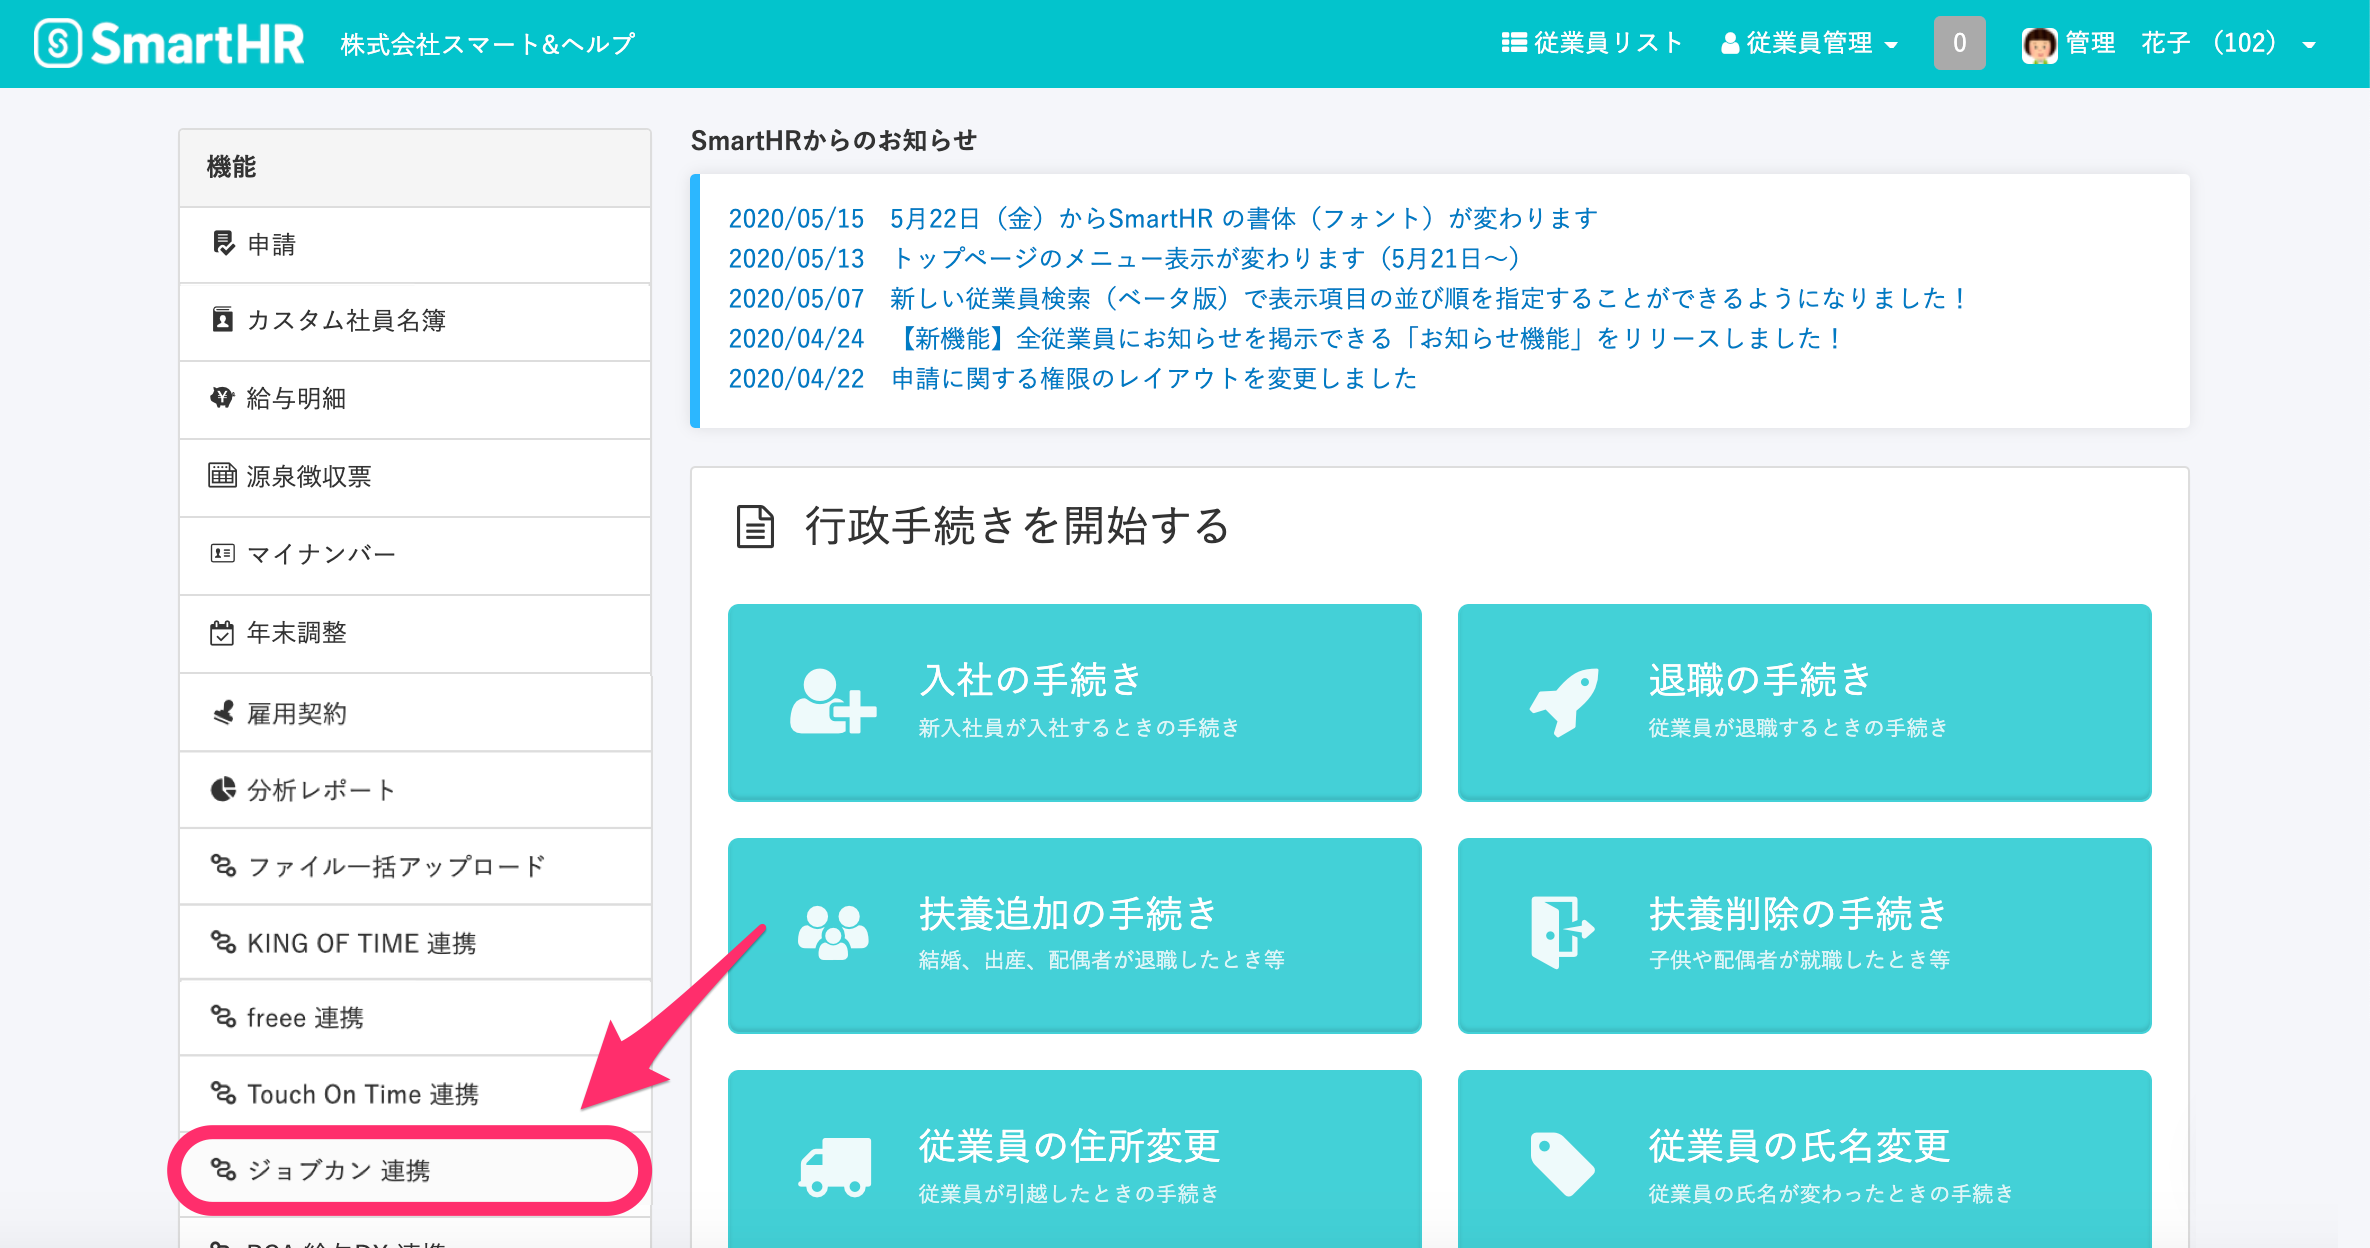 SmartHR 株式会社スマート&ヘルプ 従業員リスト 従業員管理 0 管理 花子 （102）
機能
申請
カスタム社員名簿
給与明細
源泉徴収票
マイナンバー
年末調整
雇用契約
分析レポート
ファイル一括アップロード
KING OF TIME 連携
freee 連携
Touch On Time 連携
ジョブカン 連携
SmartHRからのお知らせ
2020/05/15 5月22日（金）からSmartHR の書体（フォント）が変わります
2020/05/13 トップページのメニュー表示が変わります（5月21日〜）
2020/05/07 新しい従業員検索（ベータ版）で表示項目の並び順を指定することができるようになりました！
2020/04/24 【新機能】全従業員にお知らせを掲示できる「お知らせ機能」をリリースしました！
2020/04/22 申請に関する権限のレイアウトを変更しました
行政手続きを開始する
入社の手続き
新入社員が入社するときの手続き
退職の手続き
従業員が退職するときの手続き
扶養追加の手続き
結婚、出産、配偶者が退職したとき等
扶養削除の手続き
子供や配偶者が就職したとき等
従業員の住所変更
従業員が引越したときの手続き
従業員の氏名変更
従業員の氏名が変わったときの手続き